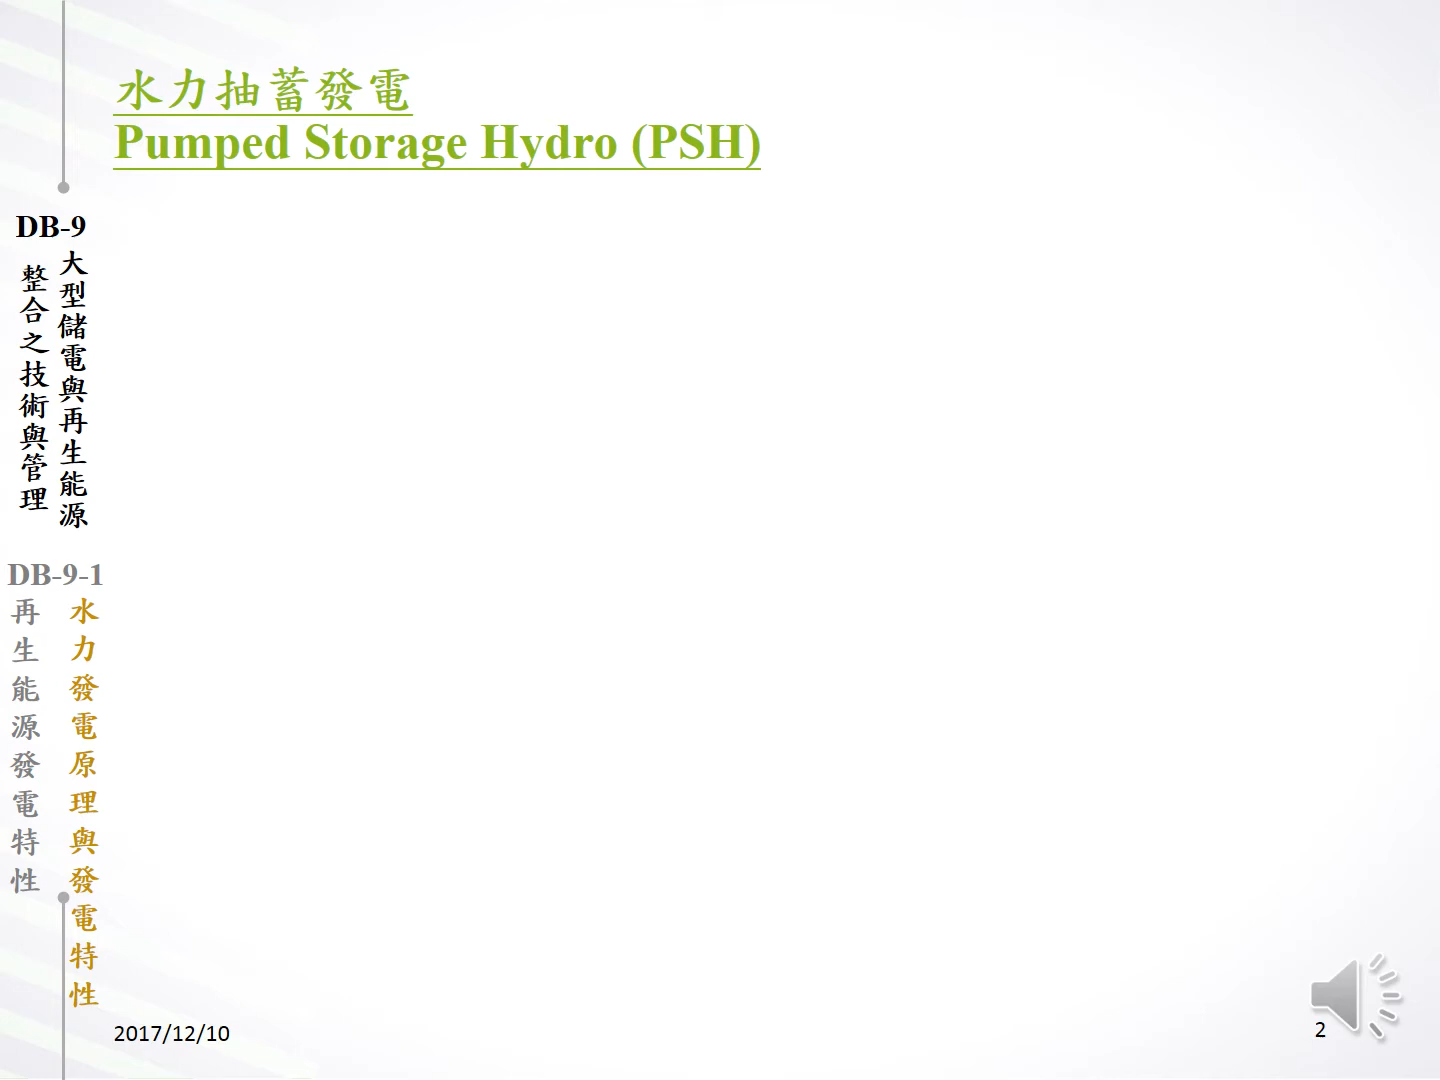 水力抽蓄發電
Pumped Storage Hydro (PSH)
DB-9
大型儲電與再生能源
整合之技術與管理
DB-9-1
再生能源發電特性
水力發電原理與發電特性
2017/12/10
2